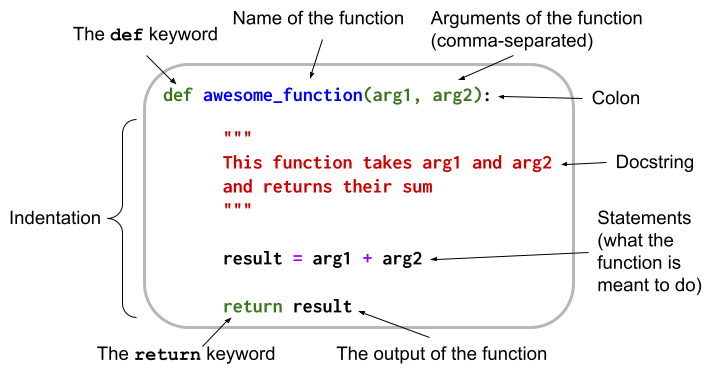 Name of the function
Arguments of the function
(comma-separated)
The def keyword
def awesome_function(arg1, arg2):
Colon
"""
This function takes arg1 and arg2
and returns their sum
"""
Docstring
Indentation
Statements
(what the
function is
meant to do)
result = arg1 + arg2
return result
The return keyword
The output of the function